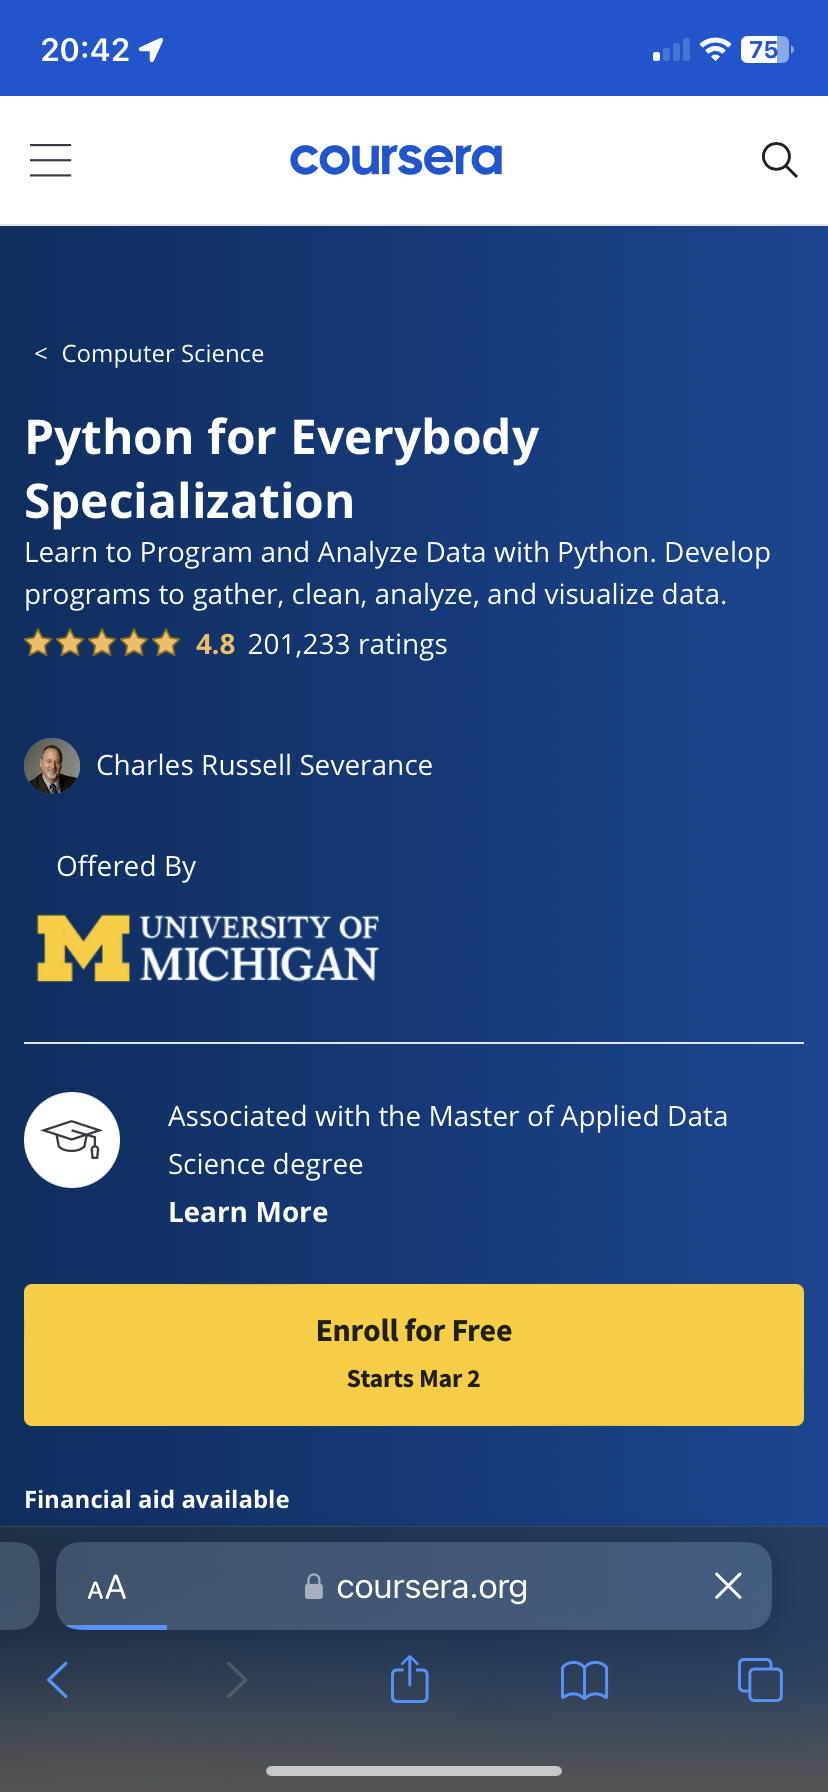 20:42
75
coursera
< Computer Science
Python for Everybody
Specialization
Learn to Program and Analyze Data with Python. Develop
programs to gather, clean, analyze, and visualize data.
4.8 201,233 ratings
Charles Russell Severance
Offered By
M UNIVERSITY OF
MICHIGAN
Associated with the Master of Applied Data
Science degree
Learn More
Enroll for Free
Starts Mar 2
Financial aid available
AA coursera.org